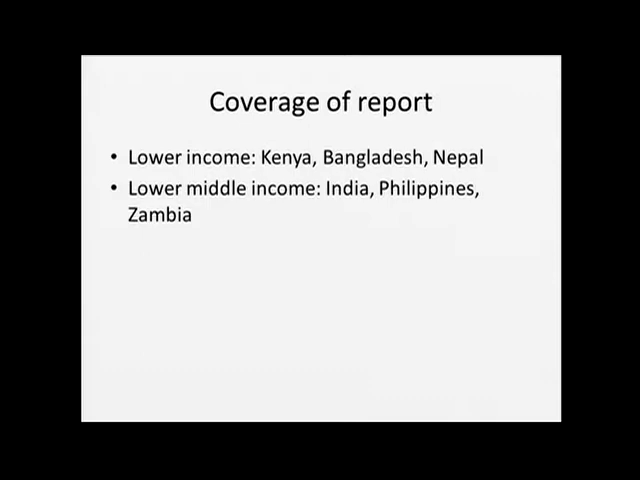 Coverage of report
• Lower income: Kenya, Bangladesh, Nepal
• Lower middle income: India, Philippines,
Zambia